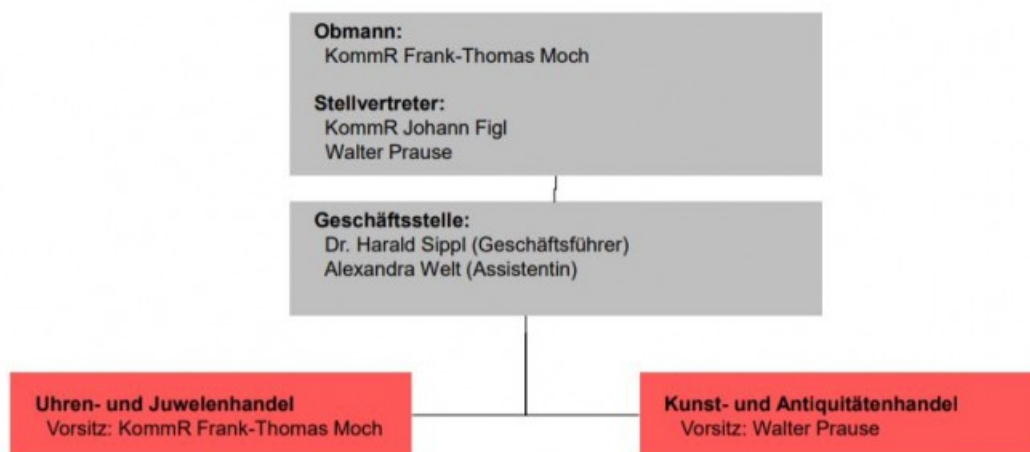 Obmann:
KommR Frank-Thomas Moch
Stellvertreter:
KommR Johann Figl
Walter Prause
Geschäftsstelle:
Dr. Harald Sippl (Geschäftsführer)
Alexandra Welt (Assistentin)
Uhren- und Juwelenhandel
Vorsitz: KommR Frank-Thomas Moch
Kunst- und Antiquitätenhandel
Vorsitz: Walter Prause